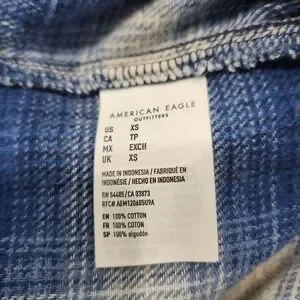 AMERICAN EAGLE
OUTFITTERS
US XS
CA TP
MX EXCH
UK XS
MADE IN INDONESIA / FABRIQUÉ EN
INDONÉSIE / HECHO EN INDONESIA
RN 54485/CA 03873
RFC# AEM120605U9A
EN 100% COTTON
FR 100% COTON
SP 100% algodón